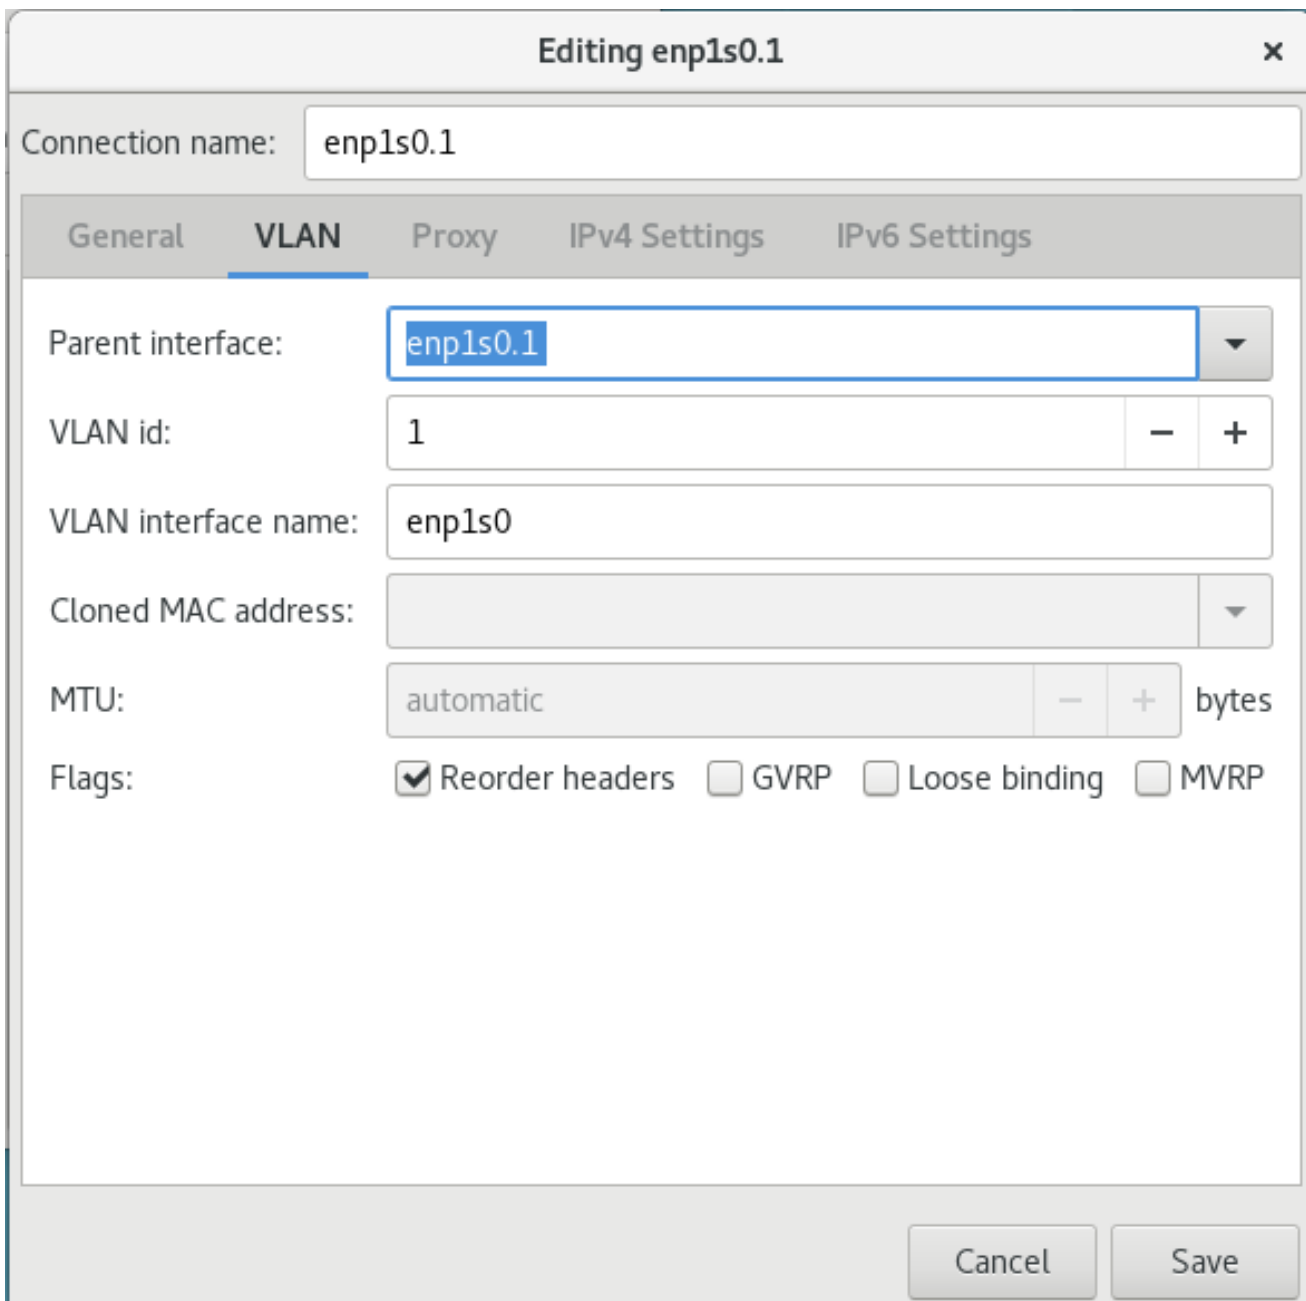 Editing enp1s0.1 ×
Connection name: enp1s0.1
General VLAN Proxy IPv4 Settings IPv6 Settings
Parent interface: enp1s0.1
VLAN id: 1 − +
VLAN interface name: enp1s0
Cloned MAC address:
MTU: automatic − + bytes
Flags: Reorder headers GVRP Loose binding MVRP
Cancel Save